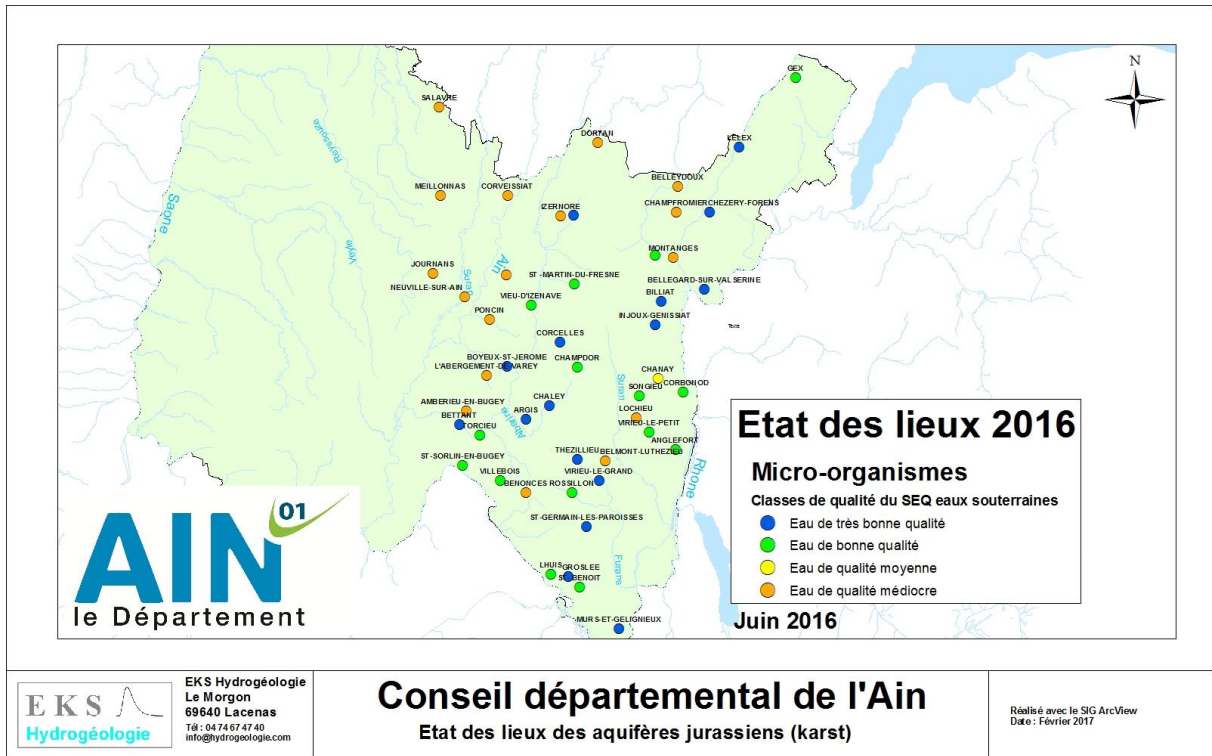 GEX
N
SALAVRE
DORTAN
LELEX
Reyssouze
BELLEYDOUX
MEILLONNAS
CORVEISSIAT
IZERNORE
CHAMPFROMIER
CHEZERY-FORENS
Saone
Veyle
MONTANGES
JOURNANS
Suran
Ain
ST -MARTIN-DU-FRESNE
BELLEGARD-SUR-VALSERINE
NEUVILLE-SUR-AIN
VIEU-D'IZENAVE
BILLIAT
PONCIN
INJOUX-GENISSIAT
CORCELLES
BOYEUX-ST-JEROME
L'ABERGEMENT-DE-VAREY
CHAMPDOR
CHANAY
SONGIEU
CORBONOD
CHALEY
AMBERIEU-EN-BUGEY
ARGIS
Albarine
LOCHIEU
BETTANT
TORCIEU
VIRIEU-LE-PETIT
ANGLEFORT
ST-SORLIN-EN-BUGEY
THEZILLIEU
BELMONT-LUTHEZIEU
Rhone
VILLEBOIS
VIRIEU-LE-GRAND
BENONCES
ROSSILLON
ST-GERMAIN-LES-PAROISSES
Furans
LHUIS
GROSLEE
MURS-ET-GELIGNIEUX
Etat des lieux 2016
Micro-organismes
Classes de qualité du SEQ eaux souterraines
Eau de très bonne qualité
Eau de bonne qualité
Eau de qualité moyenne
Eau de qualité médiocre
Juin 2016
AIN 01
le Département
EKS
Hydrogéologie
EKS Hydrogéologie
Le Morgon
69640 Lacenas
Tél : 04 74 67 47 40
info@hydrogeologie.com
Conseil départemental de l'Ain
Etat des lieux des aquifères jurassiens (karst)
Réalisé avec le SIG ArcView
Date : Février 2017